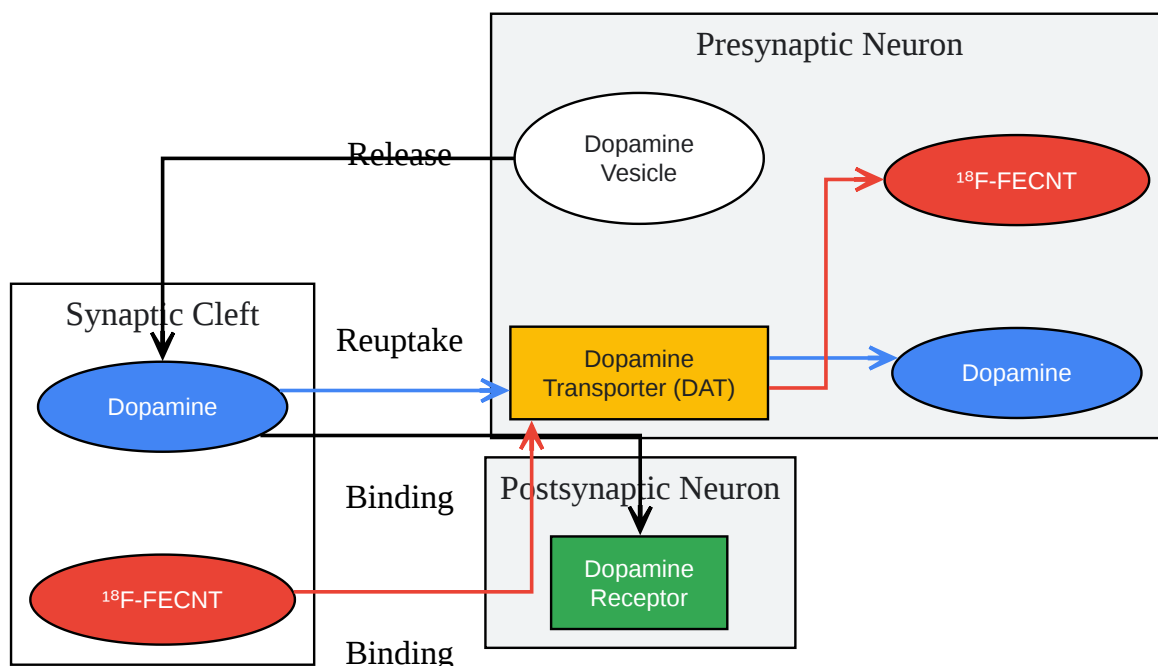 Presynaptic Neuron
Dopamine
Vesicle
Release
¹⁸F-FECNT
Synaptic Cleft
Reuptake
Dopamine
Transporter (DAT)
Dopamine
Dopamine
Binding
Postsynaptic Neuron
Dopamine
Receptor
¹⁸F-FECNT
Binding